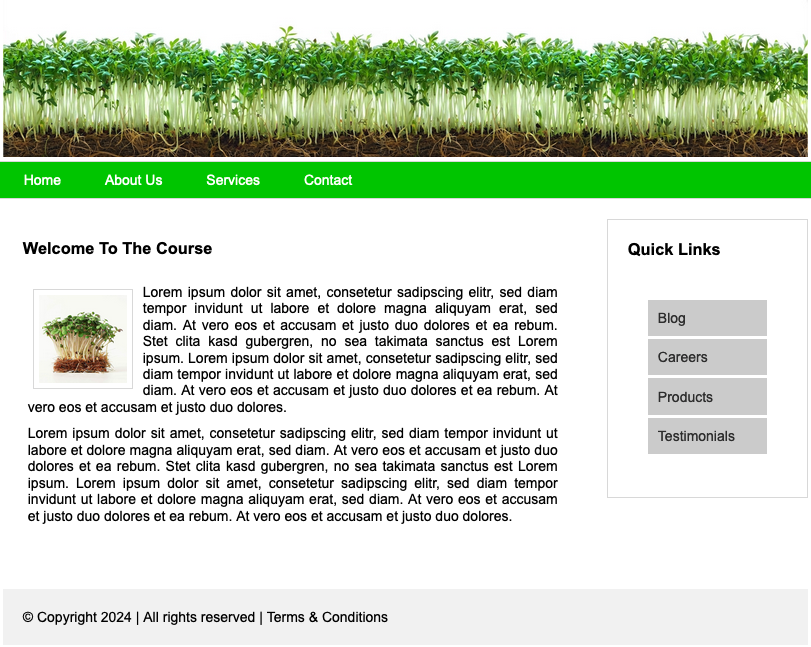 Home About Us Services Contact
Welcome To The Course
Lorem ipsum dolor sit amet, consetetur sadipscing elitr, sed diam
tempor invidunt ut labore et dolore magna aliquyam erat, sed
diam. At vero eos et accusam et justo duo dolores et ea rebum.
Stet clita kasd gubergren, no sea takimata sanctus est Lorem
ipsum. Lorem ipsum dolor sit amet, consetetur sadipscing elitr, sed
diam tempor invidunt ut labore et dolore magna aliquyam erat, sed
diam. At vero eos et accusam et justo duo dolores et ea rebum. At
vero eos et accusam et justo duo dolores.
Lorem ipsum dolor sit amet, consetetur sadipscing elitr, sed diam tempor invidunt ut
labore et dolore magna aliquyam erat, sed diam. At vero eos et accusam et justo duo
dolores et ea rebum. Stet clita kasd gubergren, no sea takimata sanctus est Lorem
ipsum. Lorem ipsum dolor sit amet, consetetur sadipscing elitr, sed diam tempor
invidunt ut labore et dolore magna aliquyam erat, sed diam. At vero eos et accusam
et justo duo dolores et ea rebum. At vero eos et accusam et justo duo dolores.
Quick Links
Blog
Careers
Products
Testimonials
© Copyright 2024 | All rights reserved | Terms & Conditions